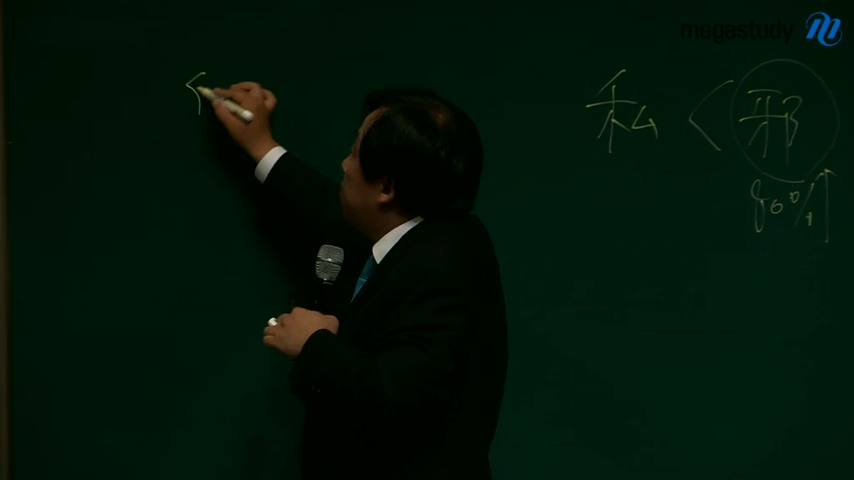 megastudy
私 < 邪
80% ↑